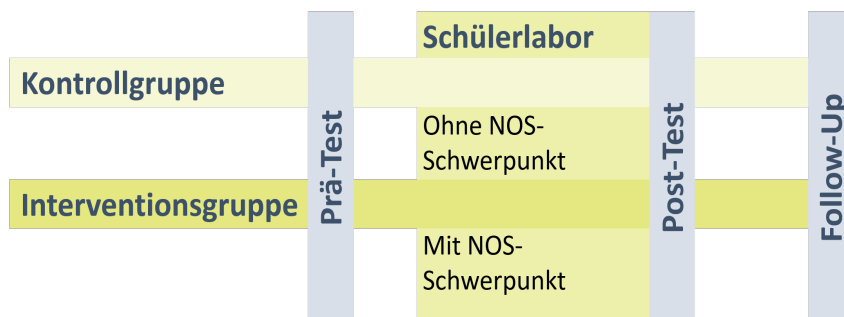 Schülerlabor
Kontrollgruppe
Ohne NOS-
Schwerpunkt
Interventionsgruppe
Mit NOS-
Schwerpunkt
Prä-Test
Post-Test
Follow-Up